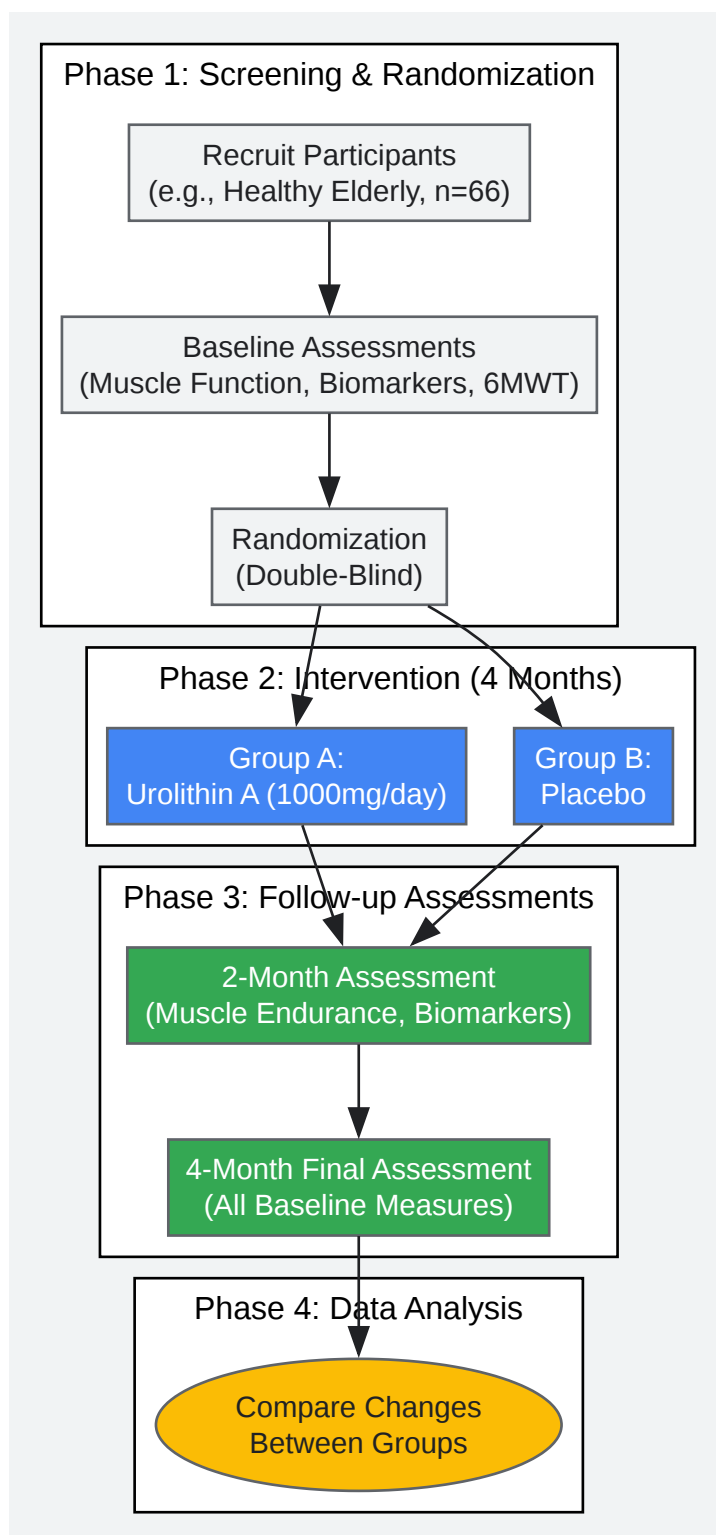 Phase 1: Screening & Randomization
Recruit Participants
(e.g., Healthy Elderly, n=66)
Baseline Assessments
(Muscle Function, Biomarkers, 6MWT)
Randomization
(Double-Blind)
Phase 2: Intervention (4 Months)
Group A:
Urolithin A (1000mg/day)
Group B:
Placebo
Phase 3: Follow-up Assessments
2-Month Assessment
(Muscle Endurance, Biomarkers)
4-Month Final Assessment
(All Baseline Measures)
Phase 4: Data Analysis
Compare Changes
Between Groups